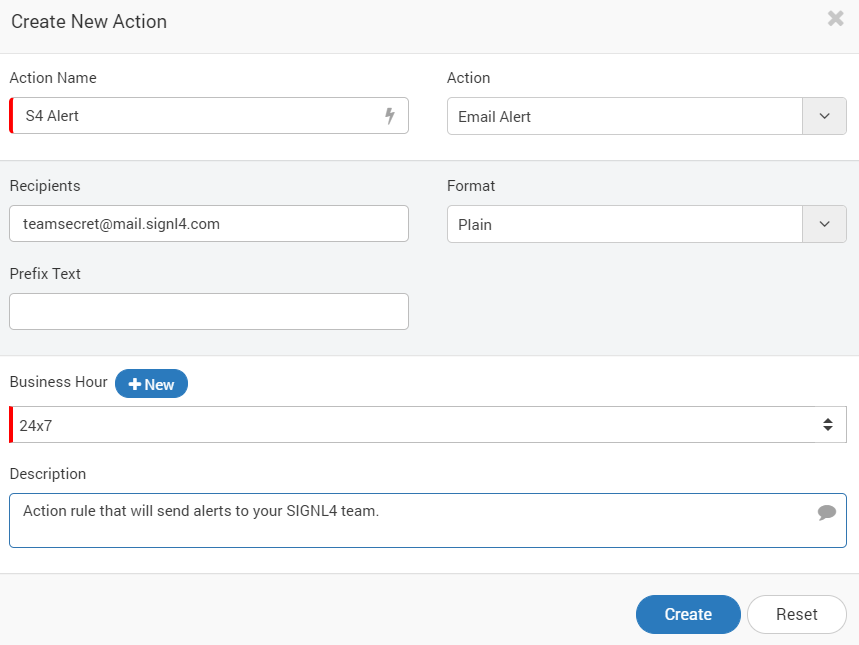 Create New Action
Action Name
Action
S4 Alert
Email Alert
Recipients
Format
teamsecret@mail.signl4.com
Plain
Prefix Text
Business Hour
New
24x7
Description
Action rule that will send alerts to your SIGNL4 team.
Create
Reset